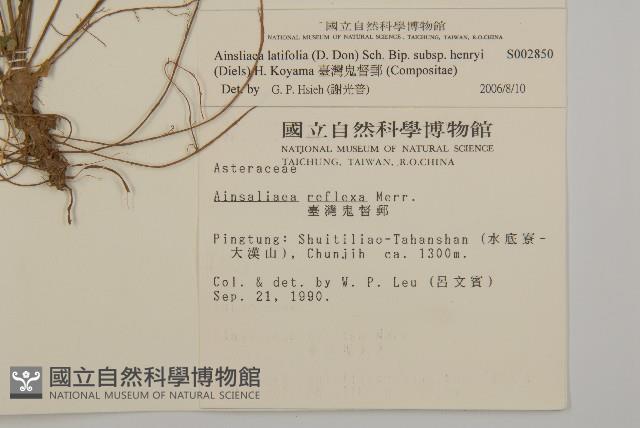 國立自然科學博物館
NATIONAL MUSEUM OF NATURAL SCIENCE, TAICHUNG, TAIWAN, R.O.CHINA
Ainsliaea latifolia (D. Don) Sch. Bip. subsp. henryi S002850
(Diels) H. Koyama 臺灣鬼督郵 (Compositae)
Det. by G. P. Hsieh (謝光普) 2006/8/10
國立自然科學博物館
NATIONAL MUSEUM OF NATURAL SCIENCE
TAICHUNG, TAIWAN, R.O.CHINA
Asteraceae
Ainsaliaea reflexa Merr.
臺灣鬼督郵
Pingtung: Shuitiliao-Tahanshan (水底寮-
大漢山), Chunjih ca. 1300m.
Col. & det. by W. P. Leu (呂文賓)
Sep. 21, 1990.
國立自然科學博物館
NATIONAL MUSEUM OF NATURAL SCIENCE